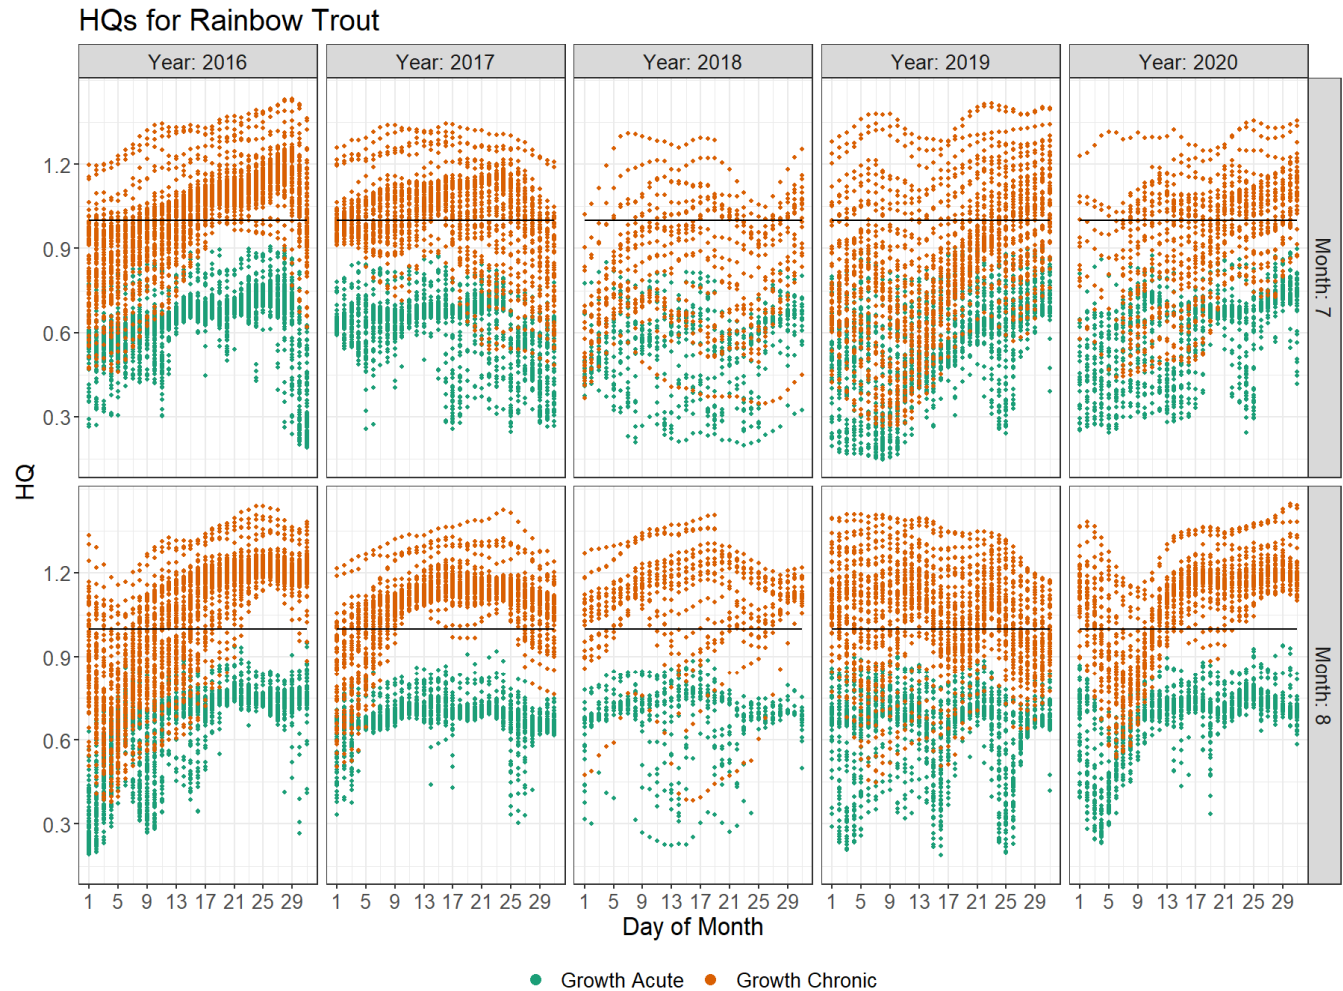 HQs for Rainbow Trout
Year: 2016 Year: 2017 Year: 2018 Year: 2019 Year: 2020
1.2
0.9
0.6
0.3
Month: 7
HQ
1.2
0.9
0.6
0.3
Month: 8
1 5 9 13 17 21 25 29 1 5 9 13 17 21 25 29 1 5 9 13 17 21 25 29 1 5 9 13 17 21 25 29 1 5 9 13 17 21 25 29
Day of Month
Growth Acute Growth Chronic